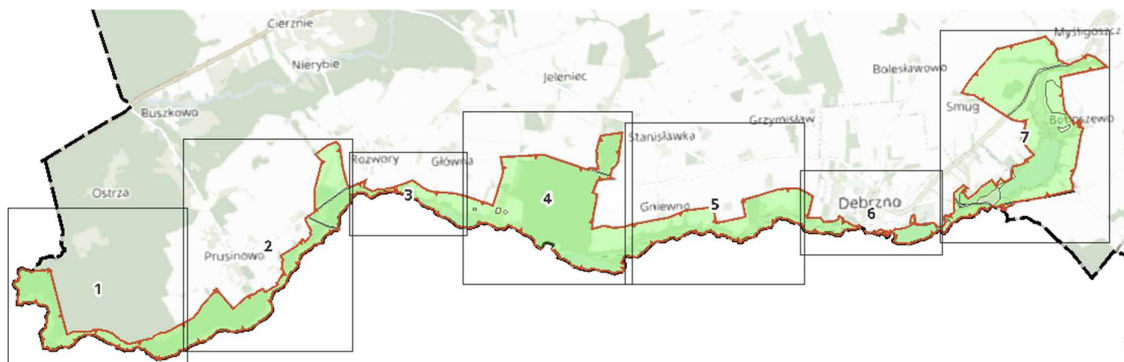 Cierznie
Myśligoszcz
Nierybie
Jeleniec
Bolesławowo
Buszkowo
Smug
Grzymisław
Stanisławka
7
Rozwory
Główna
Ostrza
3
4
Gniewno
5
Debrzno
6
2
Prusinowo
1